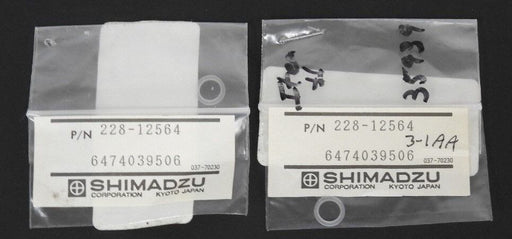 P/N 228-12564
6474039506
037-70230
SHIMADZU
CORPORATION KYOTO JAPAN
35939
P/N 228-12564
3-1AA
6474039506
037-70230
SHIMADZU
CORPORATION KYOTO JAPAN